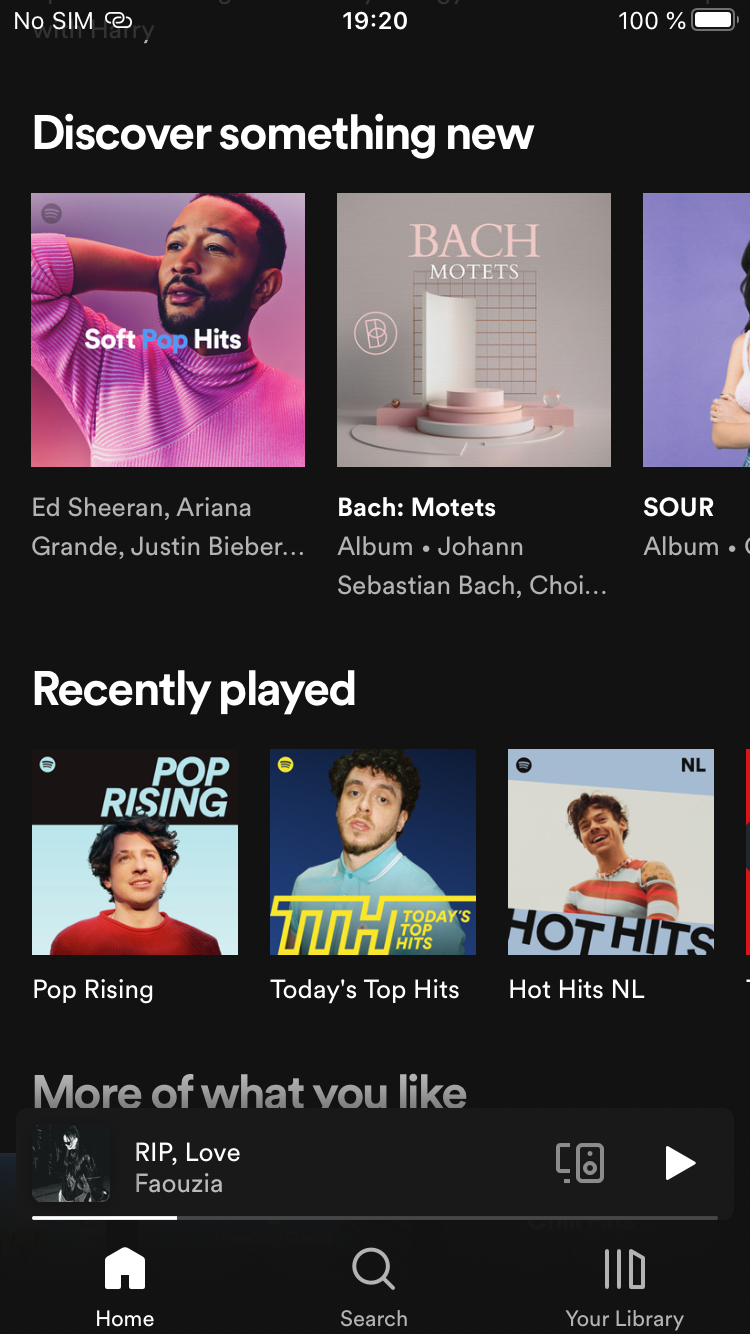 No SIM 19:20 100 %
with Harry
Discover something new
Soft Pop Hits
BACH
MOTETS
Ed Sheeran, Ariana
Grande, Justin Bieber...
Bach: Motets
Album • Johann
Sebastian Bach, Choi...
SOUR
Album •
Recently played
POP
RISING
TTH TODAY'S
TOP
HITS
NL
HOT HITS
Pop Rising
Today's Top Hits
Hot Hits NL
More of what you like
RIP, Love
Faouzia
Home
Search
Your Library